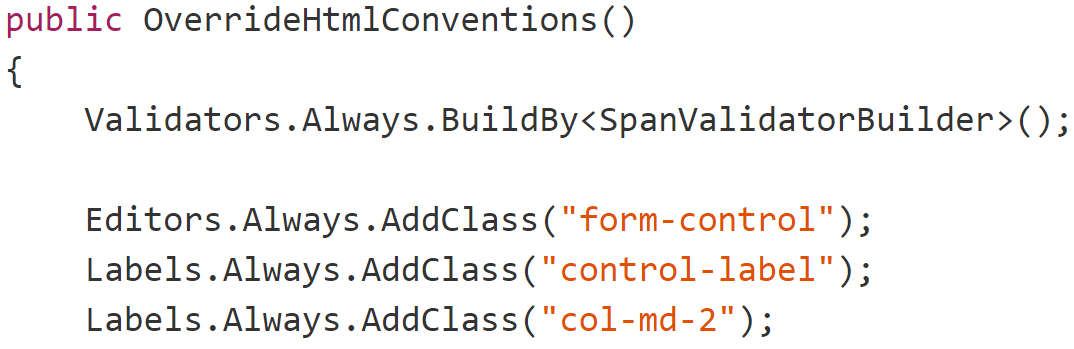 public OverrideHtmlConventions()
{
    Validators.Always.BuildBy<SpanValidatorBuilder>();

    Editors.Always.AddClass("form-control");
    Labels.Always.AddClass("control-label");
    Labels.Always.AddClass("col-md-2");